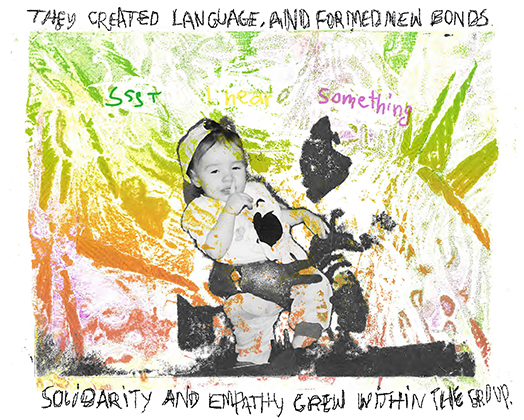 THEY CREATED LANGUAGE, AND FORMED NEW BONDS
Ssst I hear something
SOLIDARITY AND EMPATHY GREW WITHIN THE GROUP.